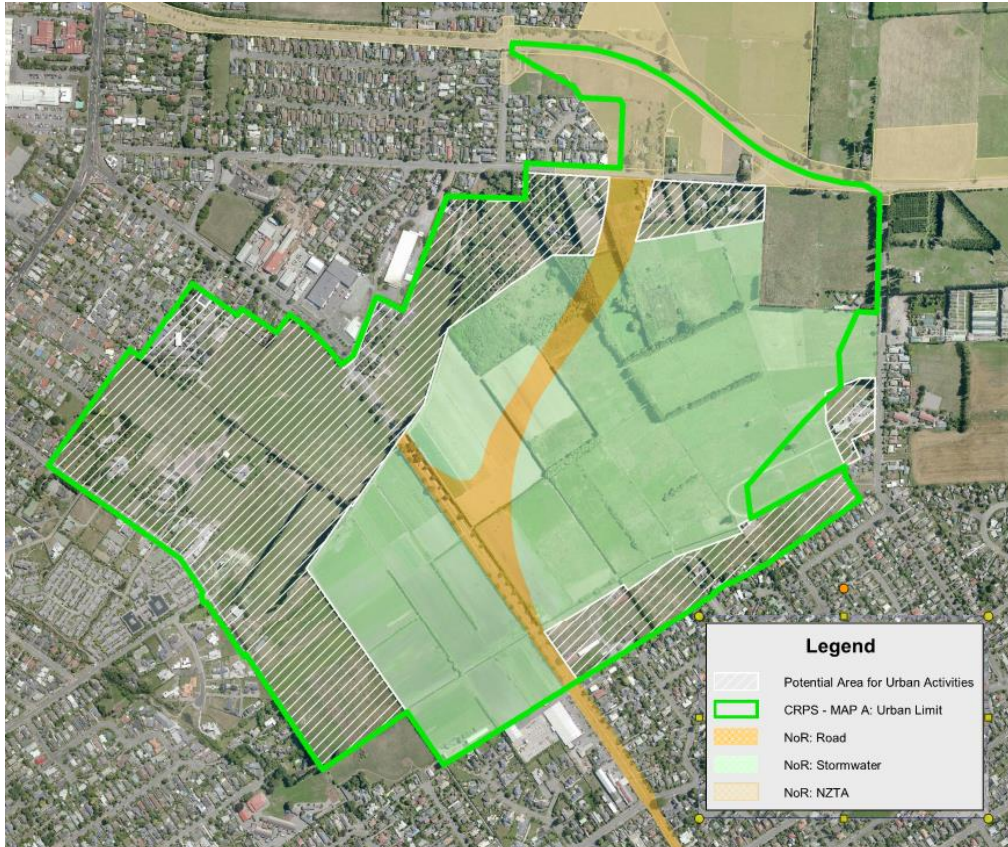 Legend
Potential Area for Urban Activities
CRPS - MAP A: Urban Limit
NoR: Road
NoR: Stormwater
NoR: NZTA